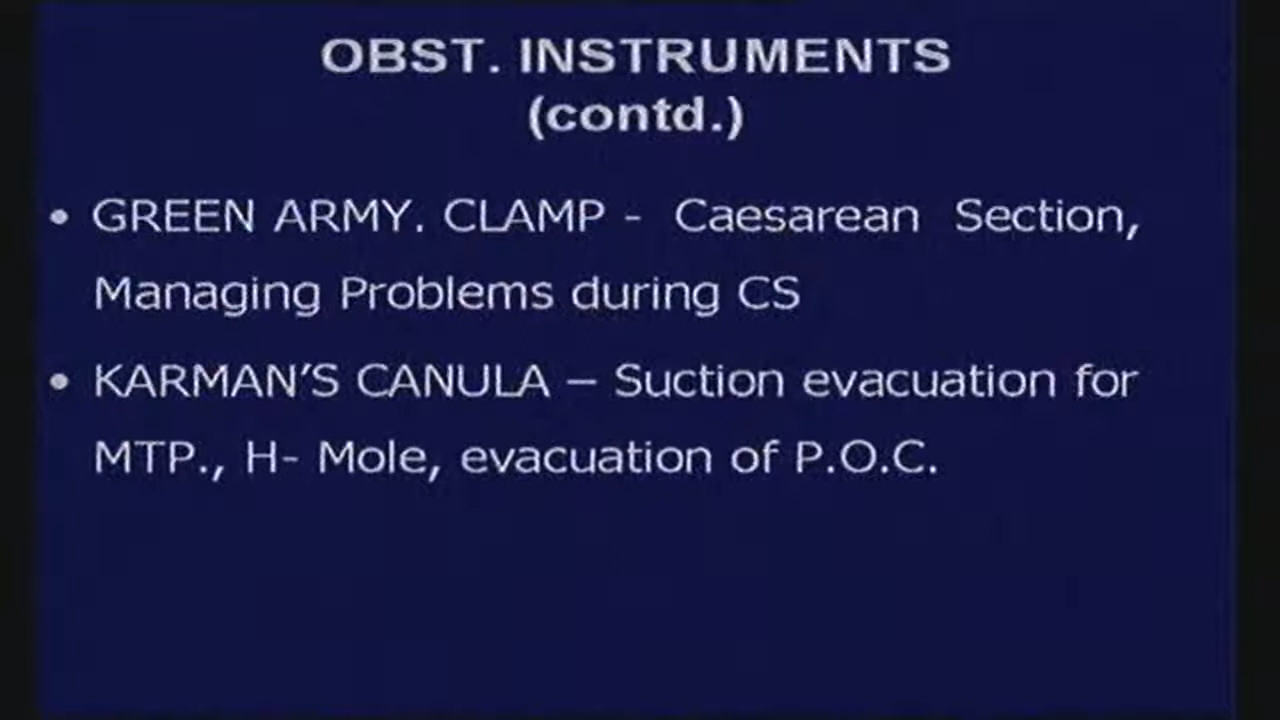 OBST. INSTRUMENTS
(contd.)
• GREEN ARMY. CLAMP - Caesarean Section,
Managing Problems during CS
• KARMAN'S CANULA – Suction evacuation for
MTP., H- Mole, evacuation of P.O.C.